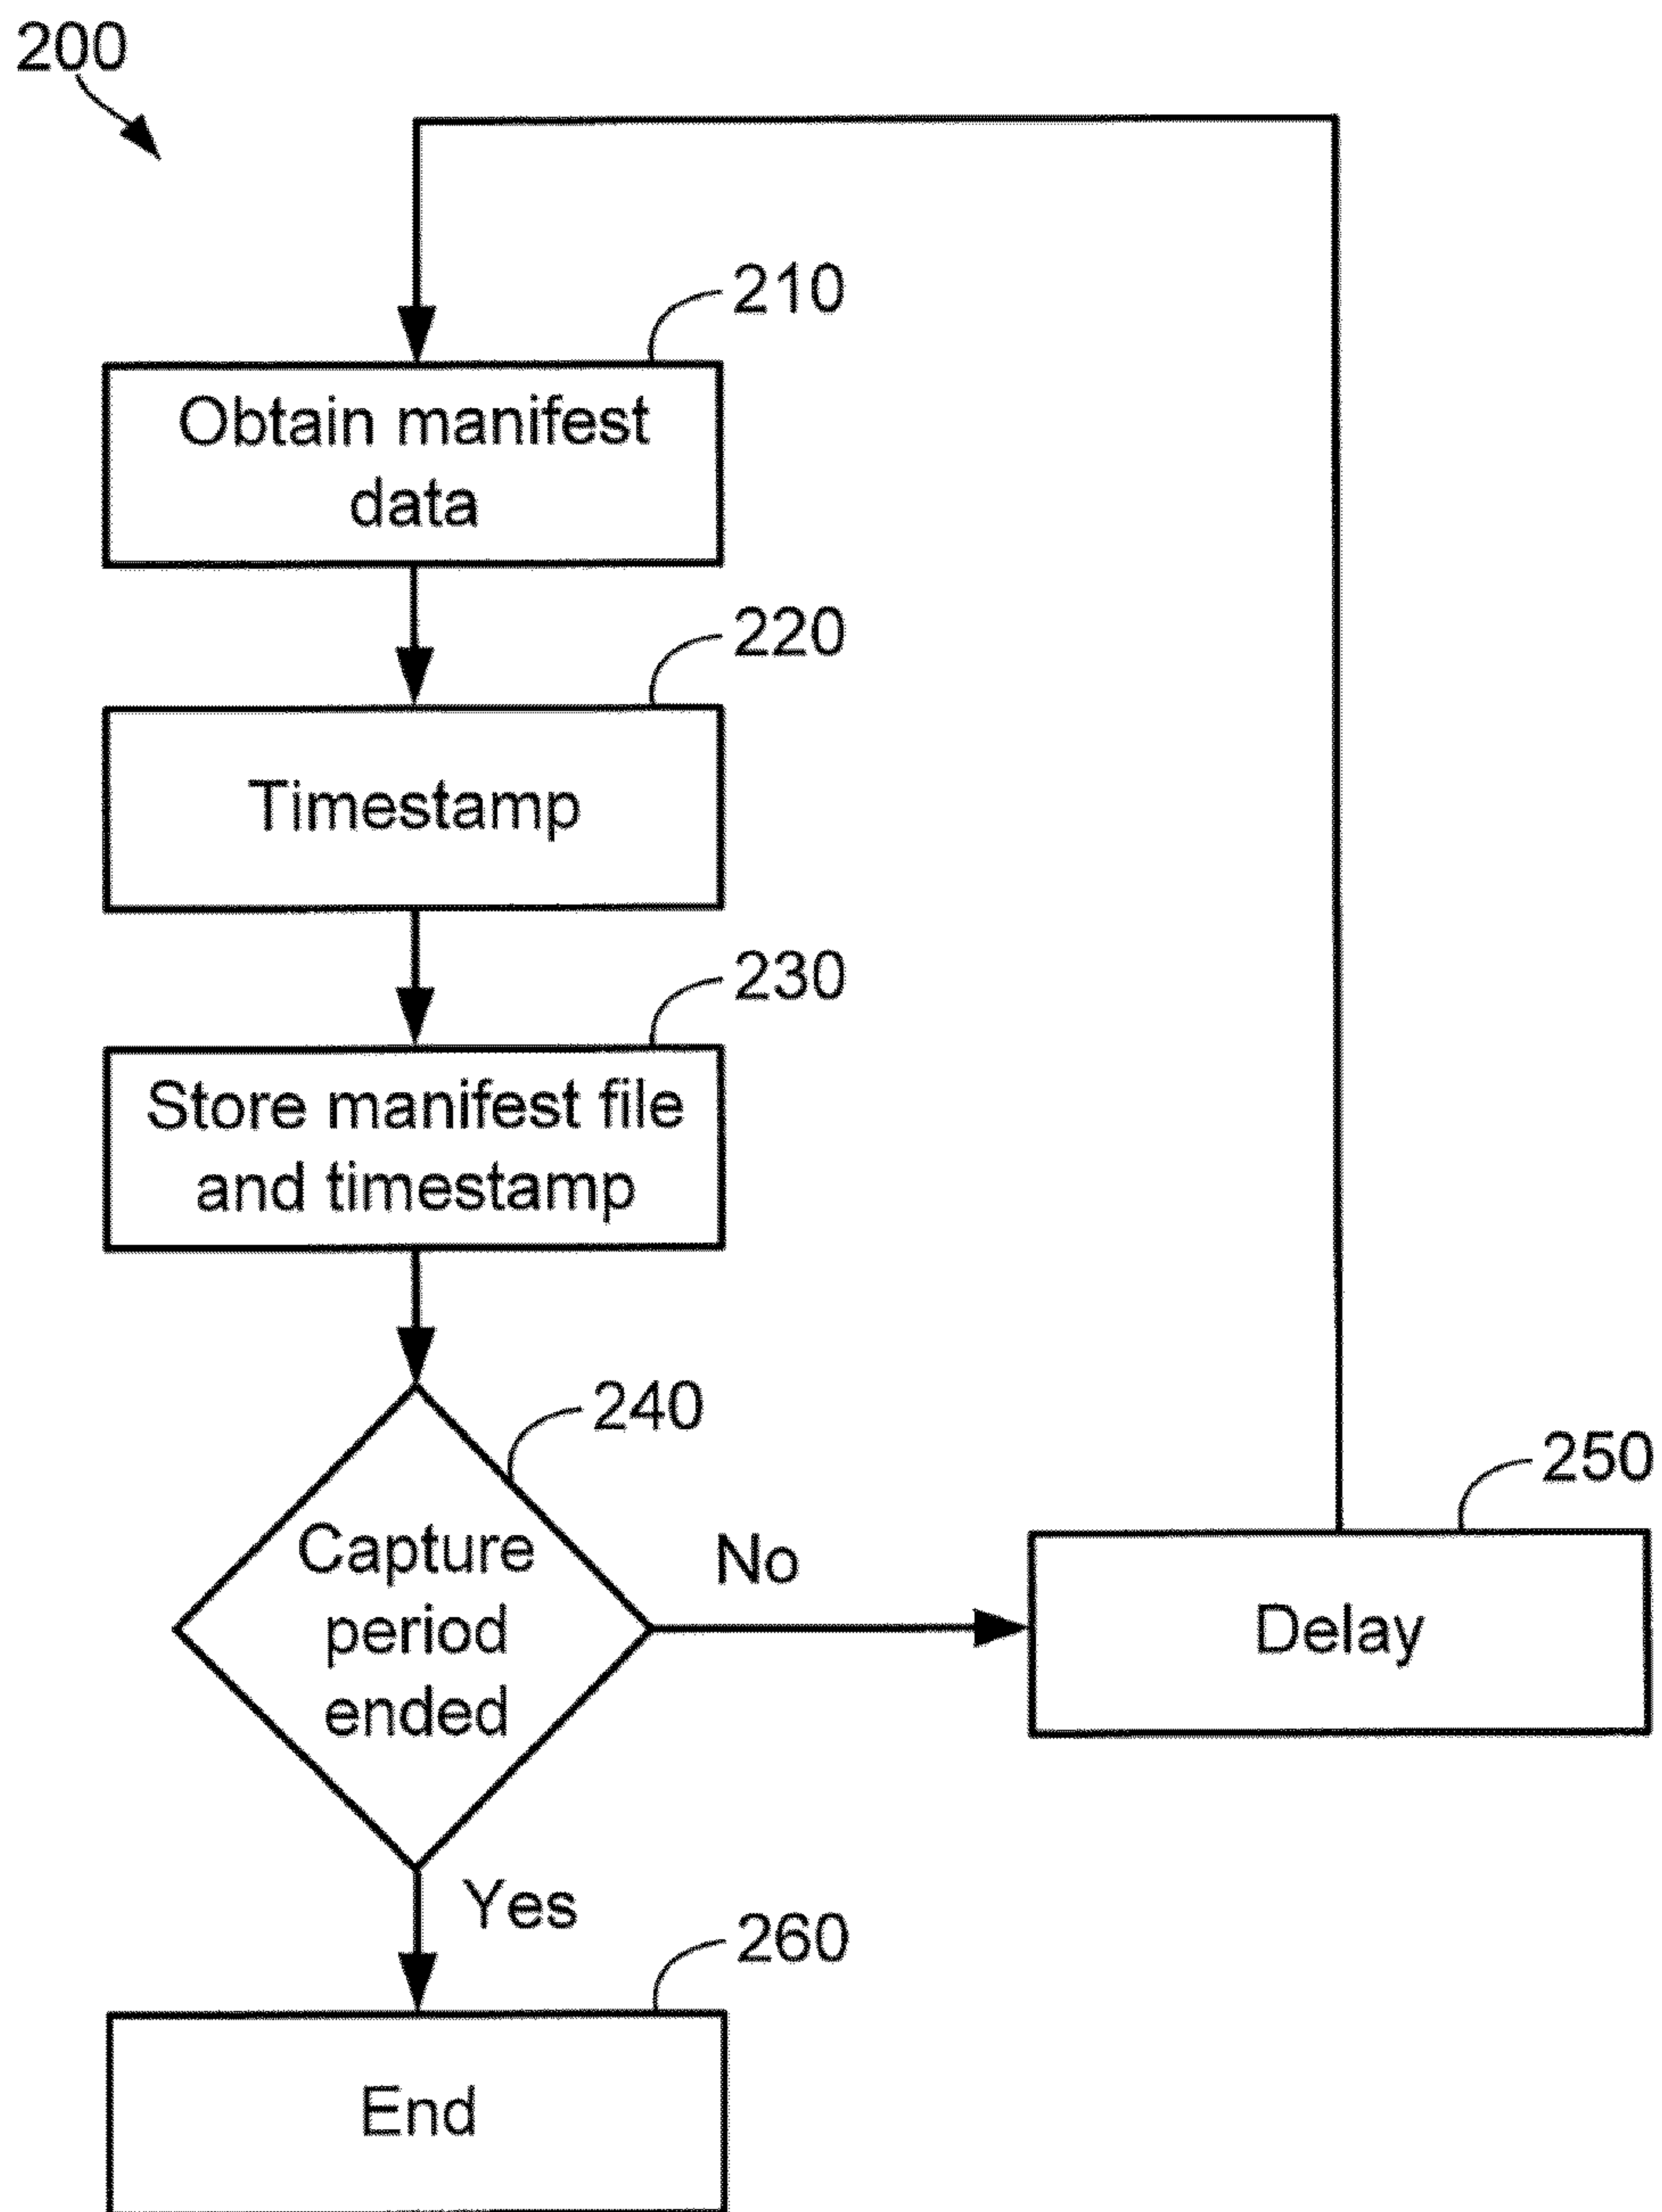 200
210
Obtain manifest
data
220
Timestamp
230
Store manifest file
and timestamp
240
Capture
period
ended
No
250
Delay
Yes
260
End